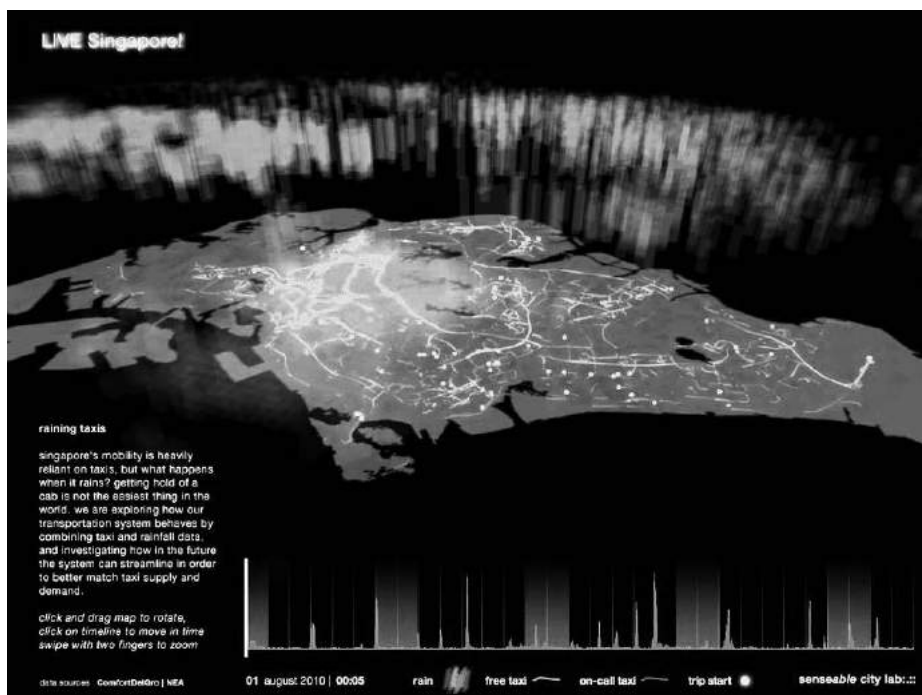 LIVE Singapore!
raining taxis
singapore's mobility is heavily
reliant on taxis, but what happens
when it rains? getting hold of a
cab is not the easiest thing in the
world. we are exploring how our
transportation system behaves by
combining taxi and rainfall data,
and investigating how in the future
the system can streamline in order
to better match taxi supply and
demand.
click and drag map to rotate,
click on timeline to move in time
swipe with two fingers to zoom
data sources ComfortDelGro | NEA
01 august 2010 | 00:05 rain free taxi on-call taxi trip start senseable city lab:.::